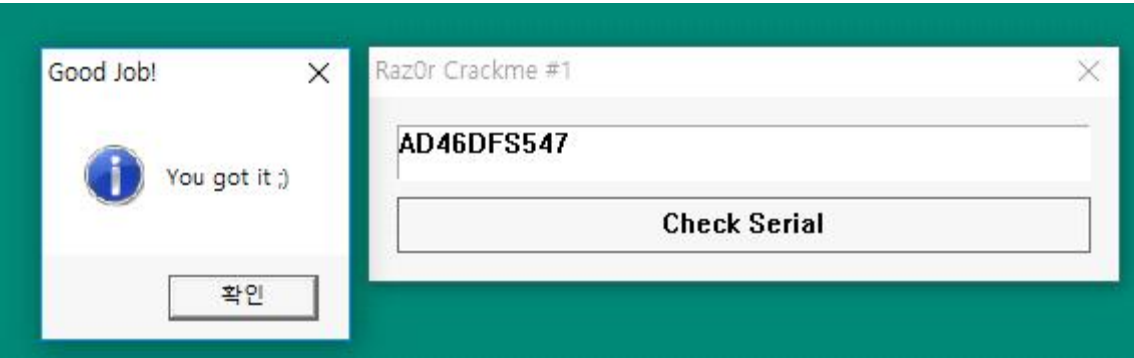 Good Job!
You got it ;)
확인
Raz0r Crackme #1
AD46DFS547
Check Serial